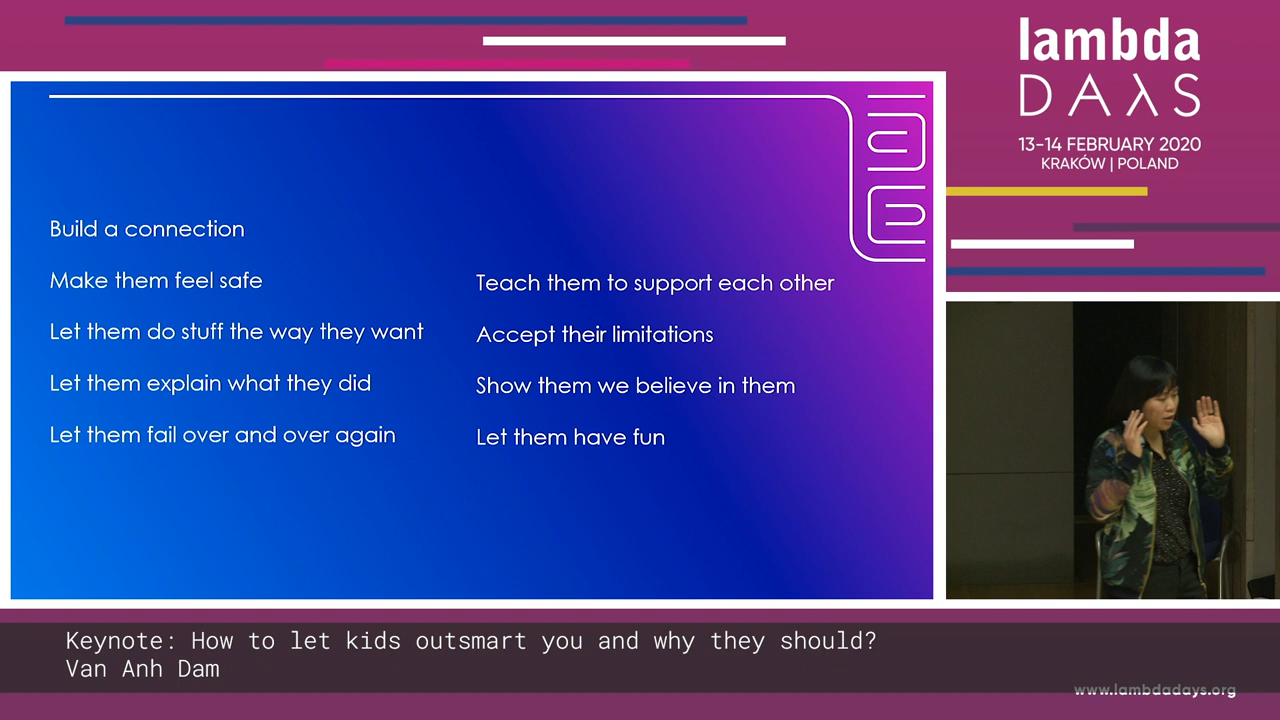 lambda
DAλS
13-14 FEBRUARY 2020
KRAKÓW | POLAND
Build a connection
Make them feel safe
Let them do stuff the way they want
Let them explain what they did
Let them fail over and over again
Teach them to support each other
Accept their limitations
Show them we believe in them
Let them have fun
Keynote: How to let kids outsmart you and why they should?
Van Anh Dam
www.lambdadays.org